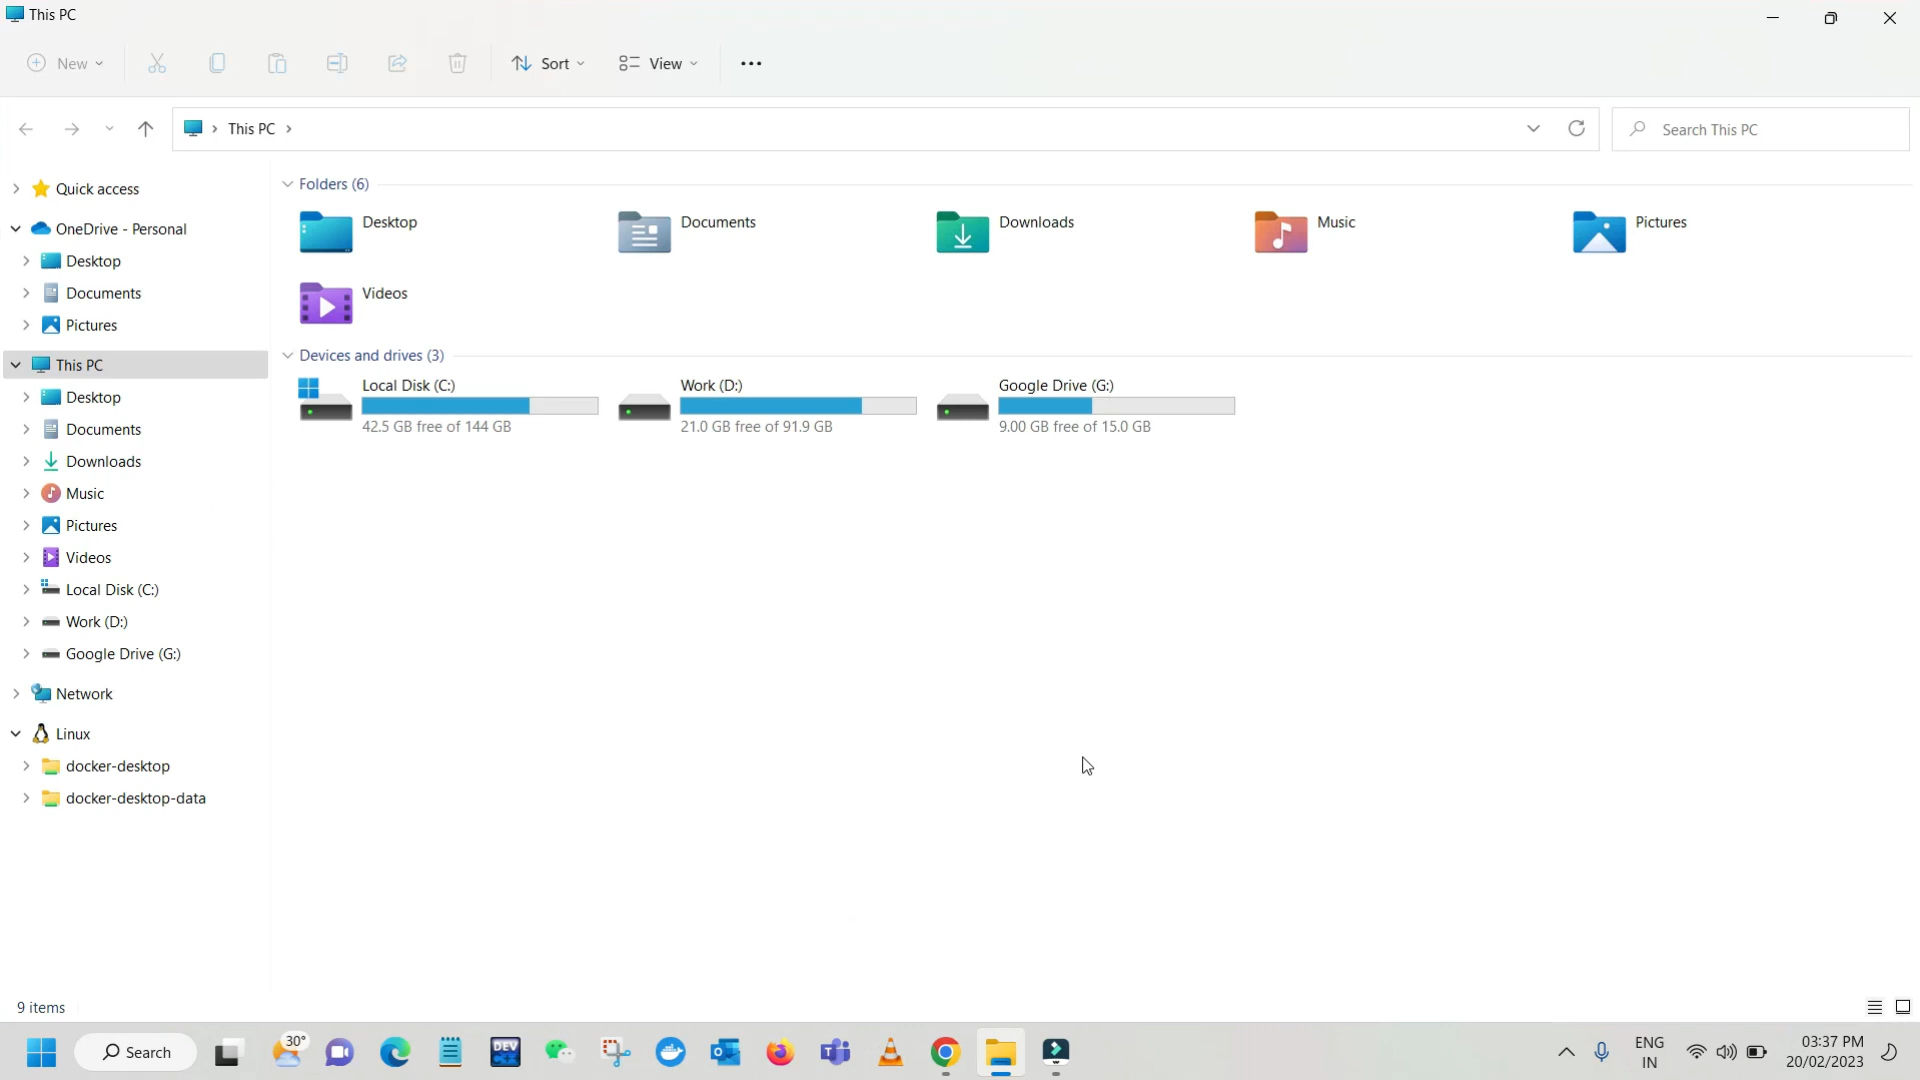 This PC
New
Sort
View
This PC
Search This PC
Quick access
OneDrive - Personal
Desktop
Documents
Pictures
This PC
Desktop
Documents
Downloads
Music
Pictures
Videos
Local Disk (C:)
Work (D:)
Google Drive (G:)
Network
Linux
docker-desktop
docker-desktop-data
Folders (6)
Desktop
Documents
Downloads
Music
Pictures
Videos
Devices and drives (3)
Local Disk (C:)
42.5 GB free of 144 GB
Work (D:)
21.0 GB free of 91.9 GB
Google Drive (G:)
9.00 GB free of 15.0 GB
9 items
Search
30°
DEV
C++
ENG
IN
03:37 PM
20/02/2023